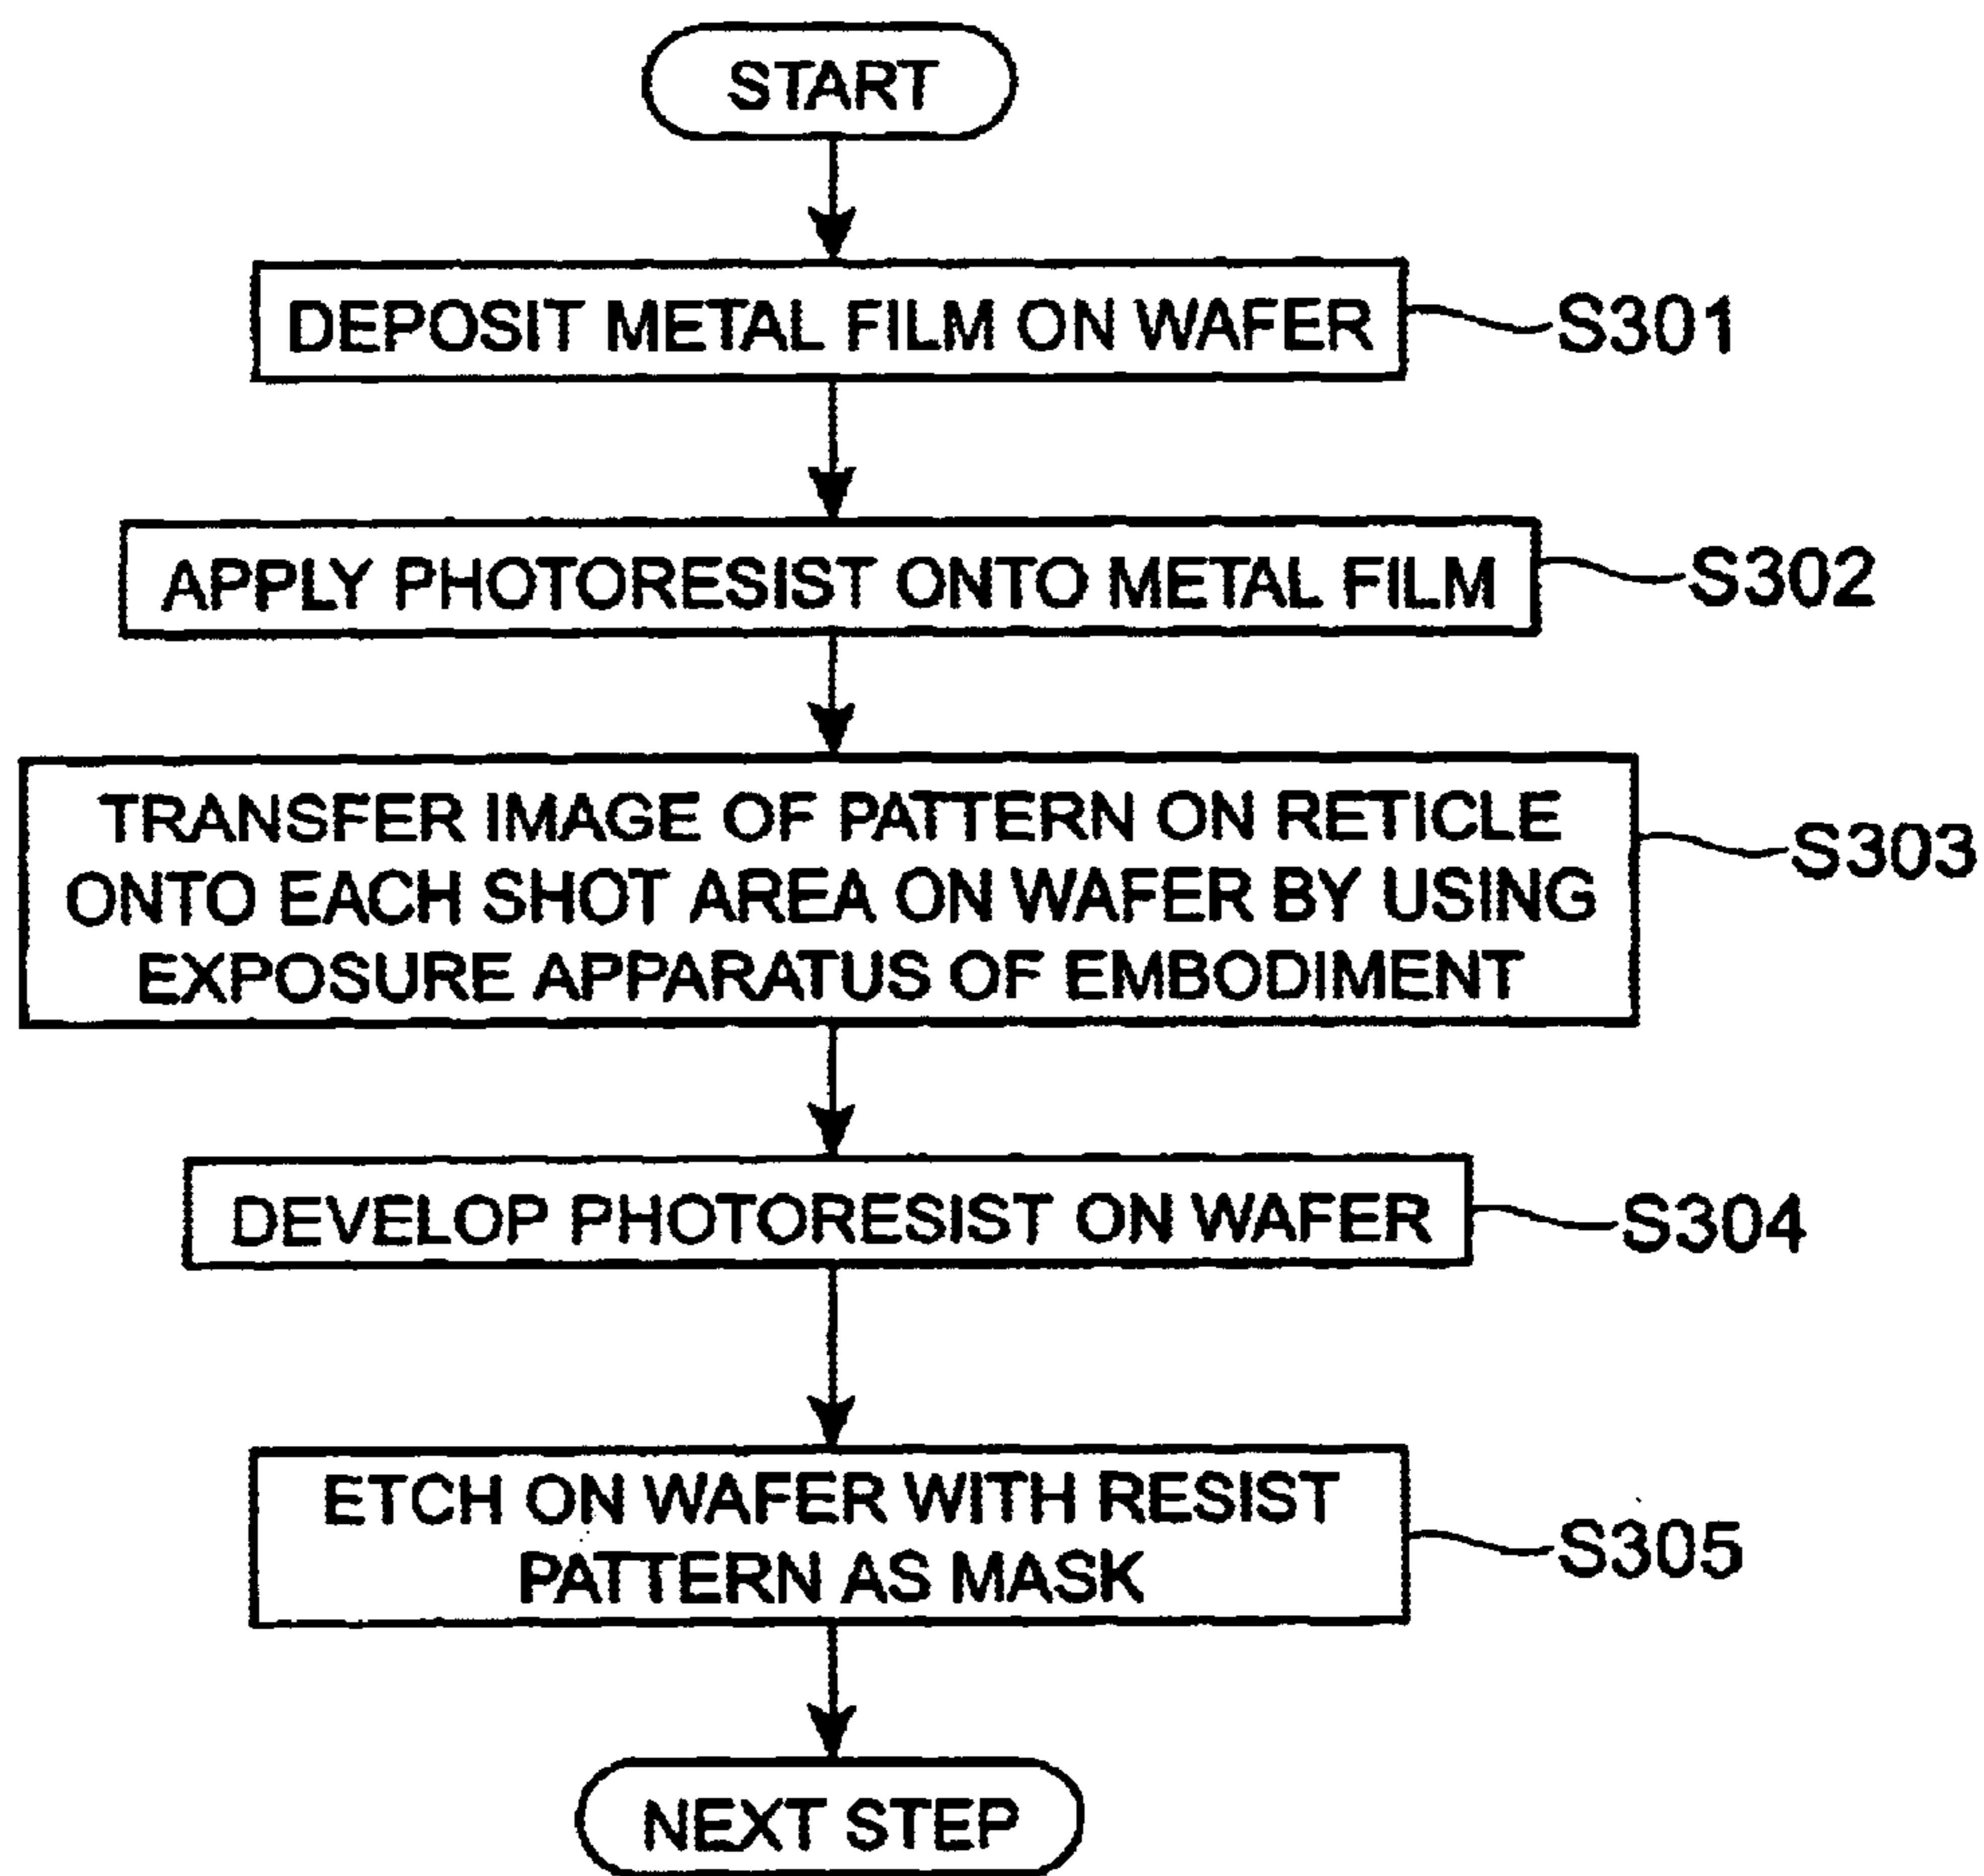 START
DEPOSIT METAL FILM ON WAFER
S301
APPLY PHOTORESIST ONTO METAL FILM
S302
TRANSFER IMAGE OF PATTERN ON RETICLE
ONTO EACH SHOT AREA ON WAFER BY USING
EXPOSURE APPARATUS OF EMBODIMENT
S303
DEVELOP PHOTORESIST ON WAFER
S304
ETCH ON WAFER WITH RESIST
PATTERN AS MASK
S305
NEXT STEP